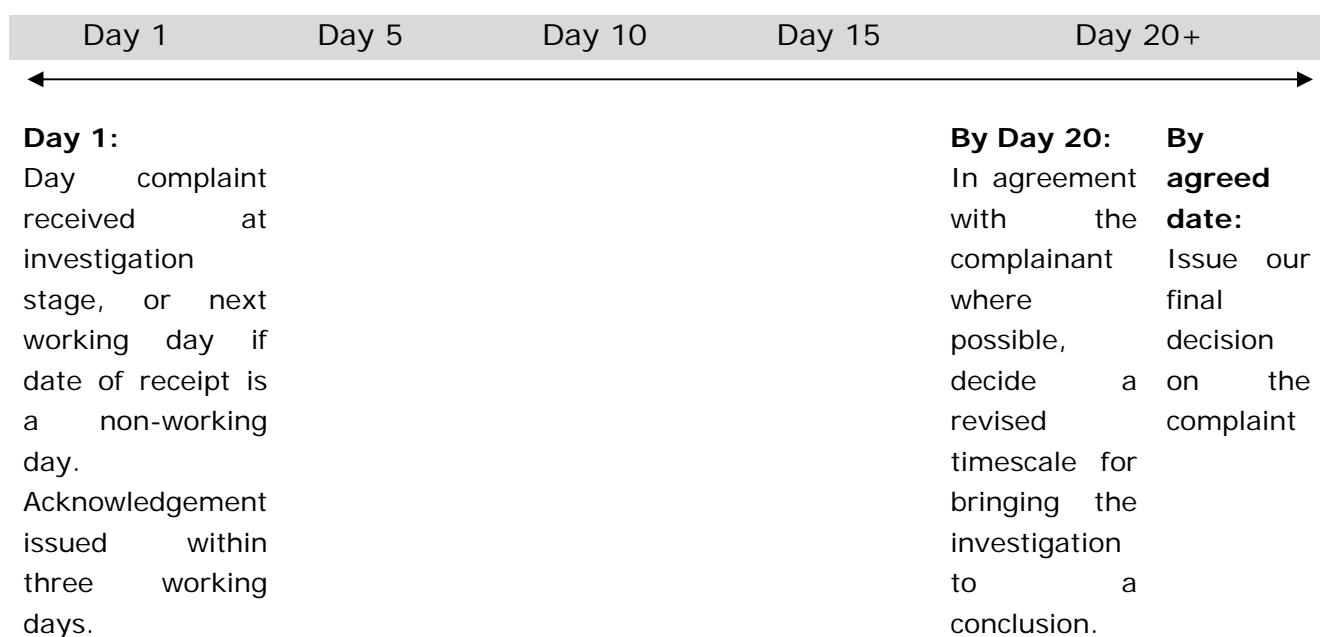 Day 1 Day 5 Day 10 Day 15 Day 20+
Day 1:
Day complaint
received at
investigation
stage, or next
working day if
date of receipt is
a non-working
day.
Acknowledgement
issued within
three working
days.
By Day 20:
In agreement
with the
complainant
where
possible,
decide a
revised
timescale for
bringing the
investigation
to a
conclusion.
By
agreed
date:
Issue our
final
decision
on the
complaint